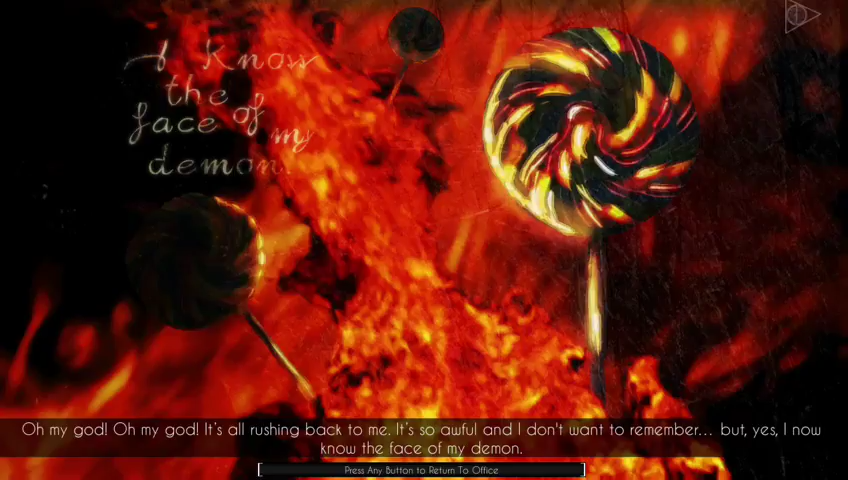 I Know
the
face of
my
demon.
Oh my god! Oh my god! It's all rushing back to me. It's so awful and I don't want to remember... but, yes, I now
know the face of my demon.
Press Any Button to Return To Office